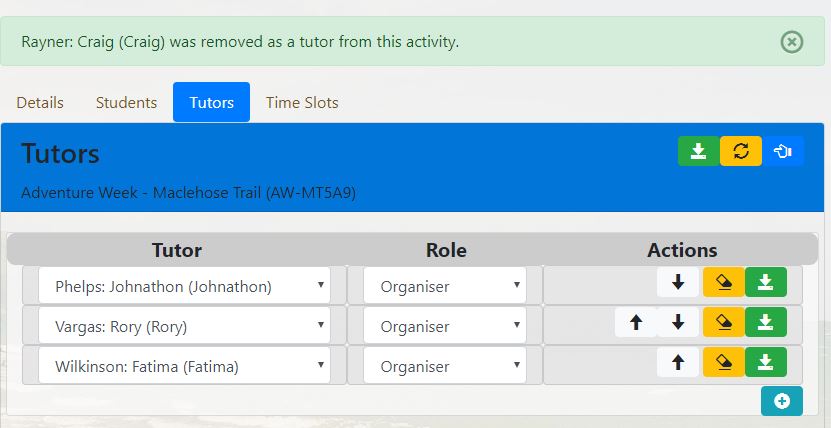 Rayner: Craig (Craig) was removed as a tutor from this activity.
Details Students Tutors Time Slots
Tutors
Adventure Week - Maclehose Trail (AW-MT5A9)
Tutor Role Actions
Phelps: Johnathon (Johnathon) Organiser
Vargas: Rory (Rory) Organiser
Wilkinson: Fatima (Fatima) Organiser